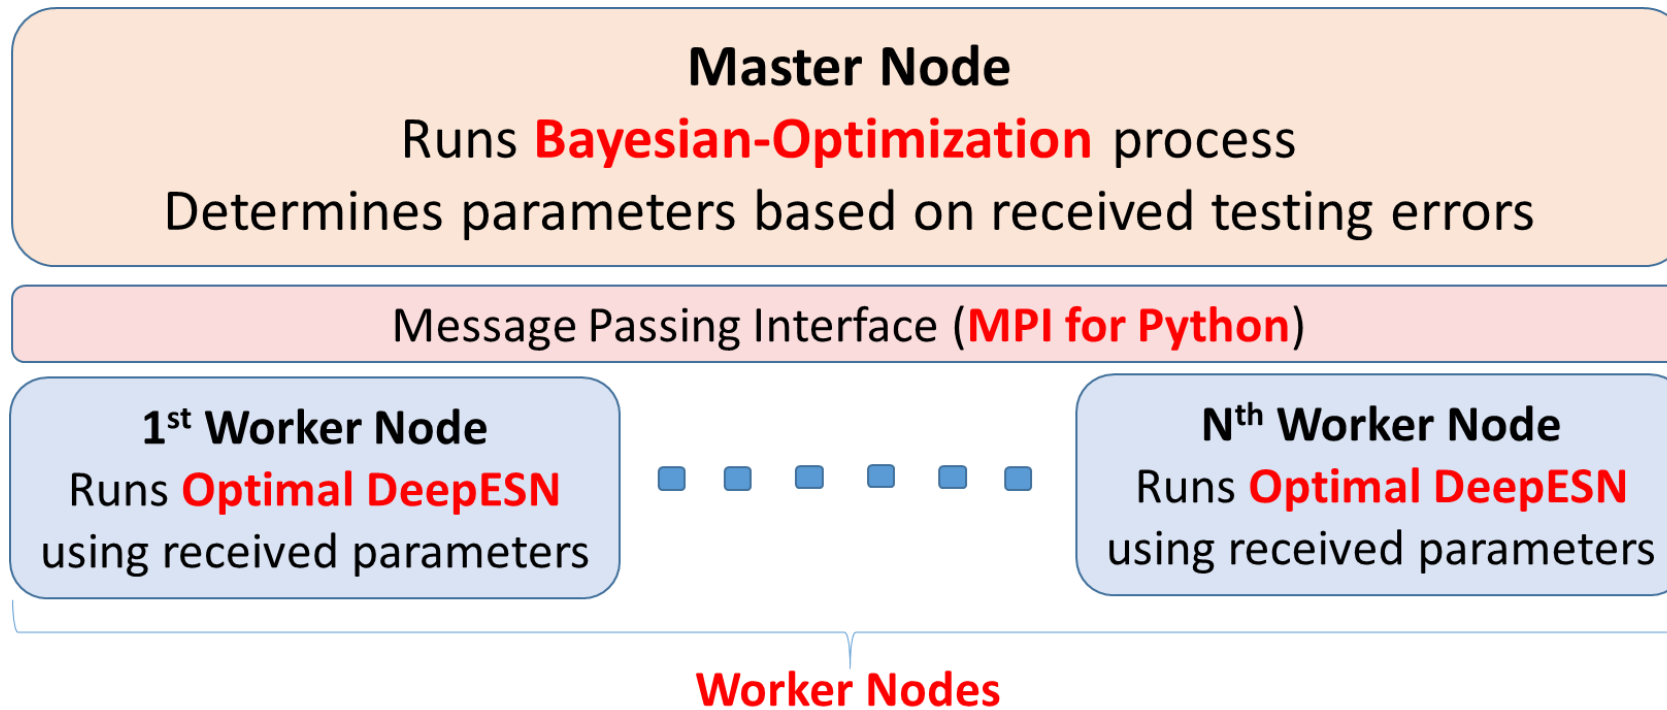 Master Node
Runs Bayesian-Optimization process
Determines parameters based on received testing errors
Message Passing Interface (MPI for Python)
1st Worker Node
Runs Optimal DeepESN
using received parameters
Nth Worker Node
Runs Optimal DeepESN
using received parameters
Worker Nodes